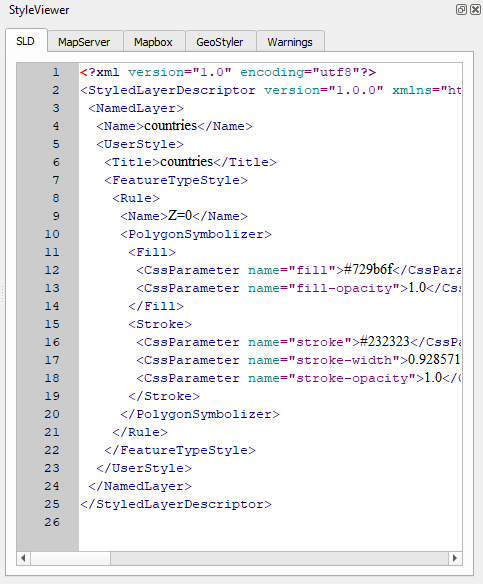 StyleViewer
SLD MapServer Mapbox GeoStyler Warnings
1 <?xml version="1.0" encoding="utf8"?>
2 <StyledLayerDescriptor version="1.0.0" xmlns="ht
3 <NamedLayer>
4 <Name>countries</Name>
5 <UserStyle>
6 <Title>countries</Title>
7 <FeatureTypeStyle>
8 <Rule>
9 <Name>Z=0</Name>
10 <PolygonSymbolizer>
11 <Fill>
12 <CssParameter name="fill">#729b6f</CssPara
13 <CssParameter name="fill-opacity">1.0</Css
14 </Fill>
15 <Stroke>
16 <CssParameter name="stroke">#232323</CssPa
17 <CssParameter name="stroke-width">0.928571
18 <CssParameter name="stroke-opacity">1.0</C
19 </Stroke>
20 </PolygonSymbolizer>
21 </Rule>
22 </FeatureTypeStyle>
23 </UserStyle>
24 </NamedLayer>
25 </StyledLayerDescriptor>
26